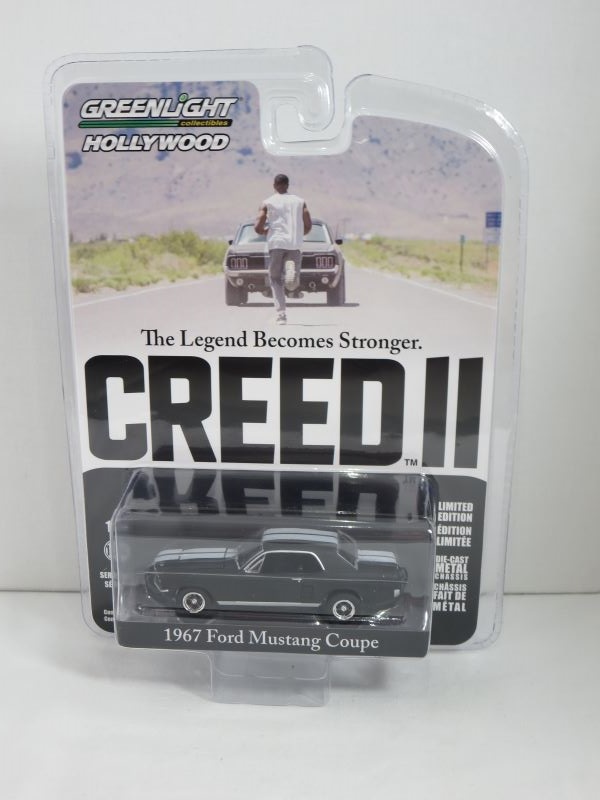 GREENLiGHT
collectibles
HOLLYWOOD
The Legend Becomes Stronger.
CREED II
TM
LIMITED
EDITION
ÉDITION
LIMITÉE
DIE-CAST
METAL
CHASSIS
CHÂSSIS
FAIT DE
MÉTAL
1967 Ford Mustang Coupe